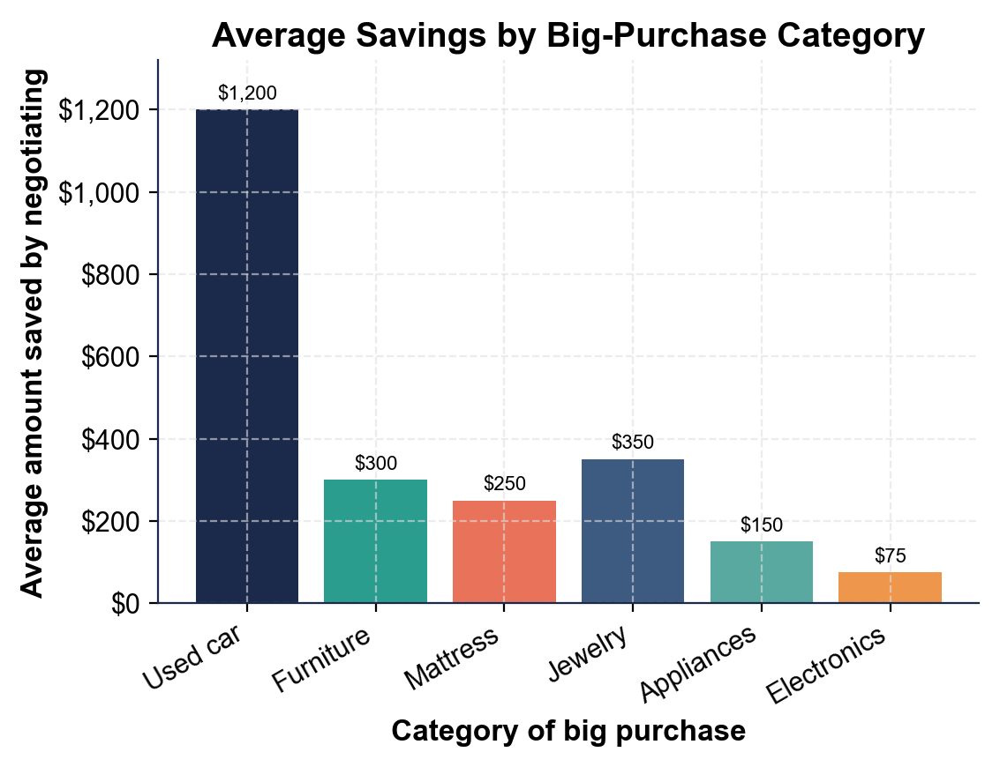 Average Savings by Big-Purchase Category
Average amount saved by negotiating
$1,200
$1,000
$800
$600
$400
$200
$0
$1,200
$300
$250
$350
$150
$75
Used car
Furniture
Mattress
Jewelry
Appliances
Electronics
Category of big purchase